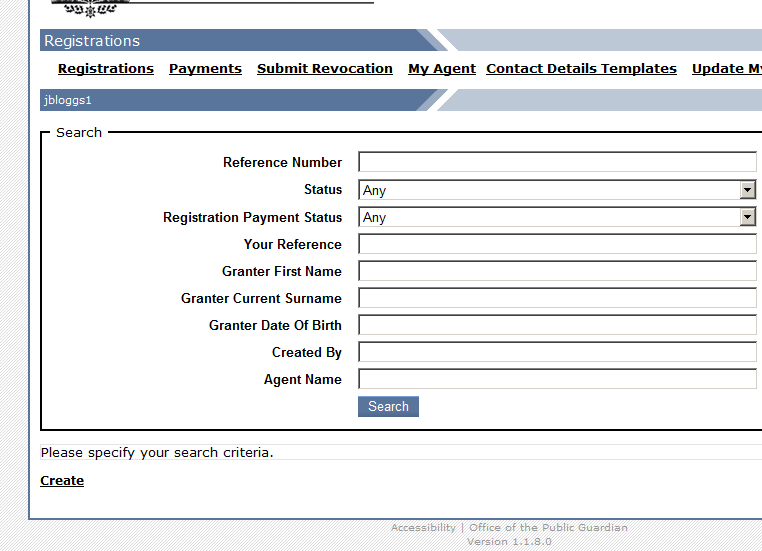 Registrations
Registrations Payments Submit Revocation My Agent Contact Details Templates Update My
jbloggs1
Search
Reference Number
Status Any
Registration Payment Status Any
Your Reference
Granter First Name
Granter Current Surname
Granter Date Of Birth
Created By
Agent Name
Search
Please specify your search criteria.
Create
Accessibility | Office of the Public Guardian
Version 1.1.8.0